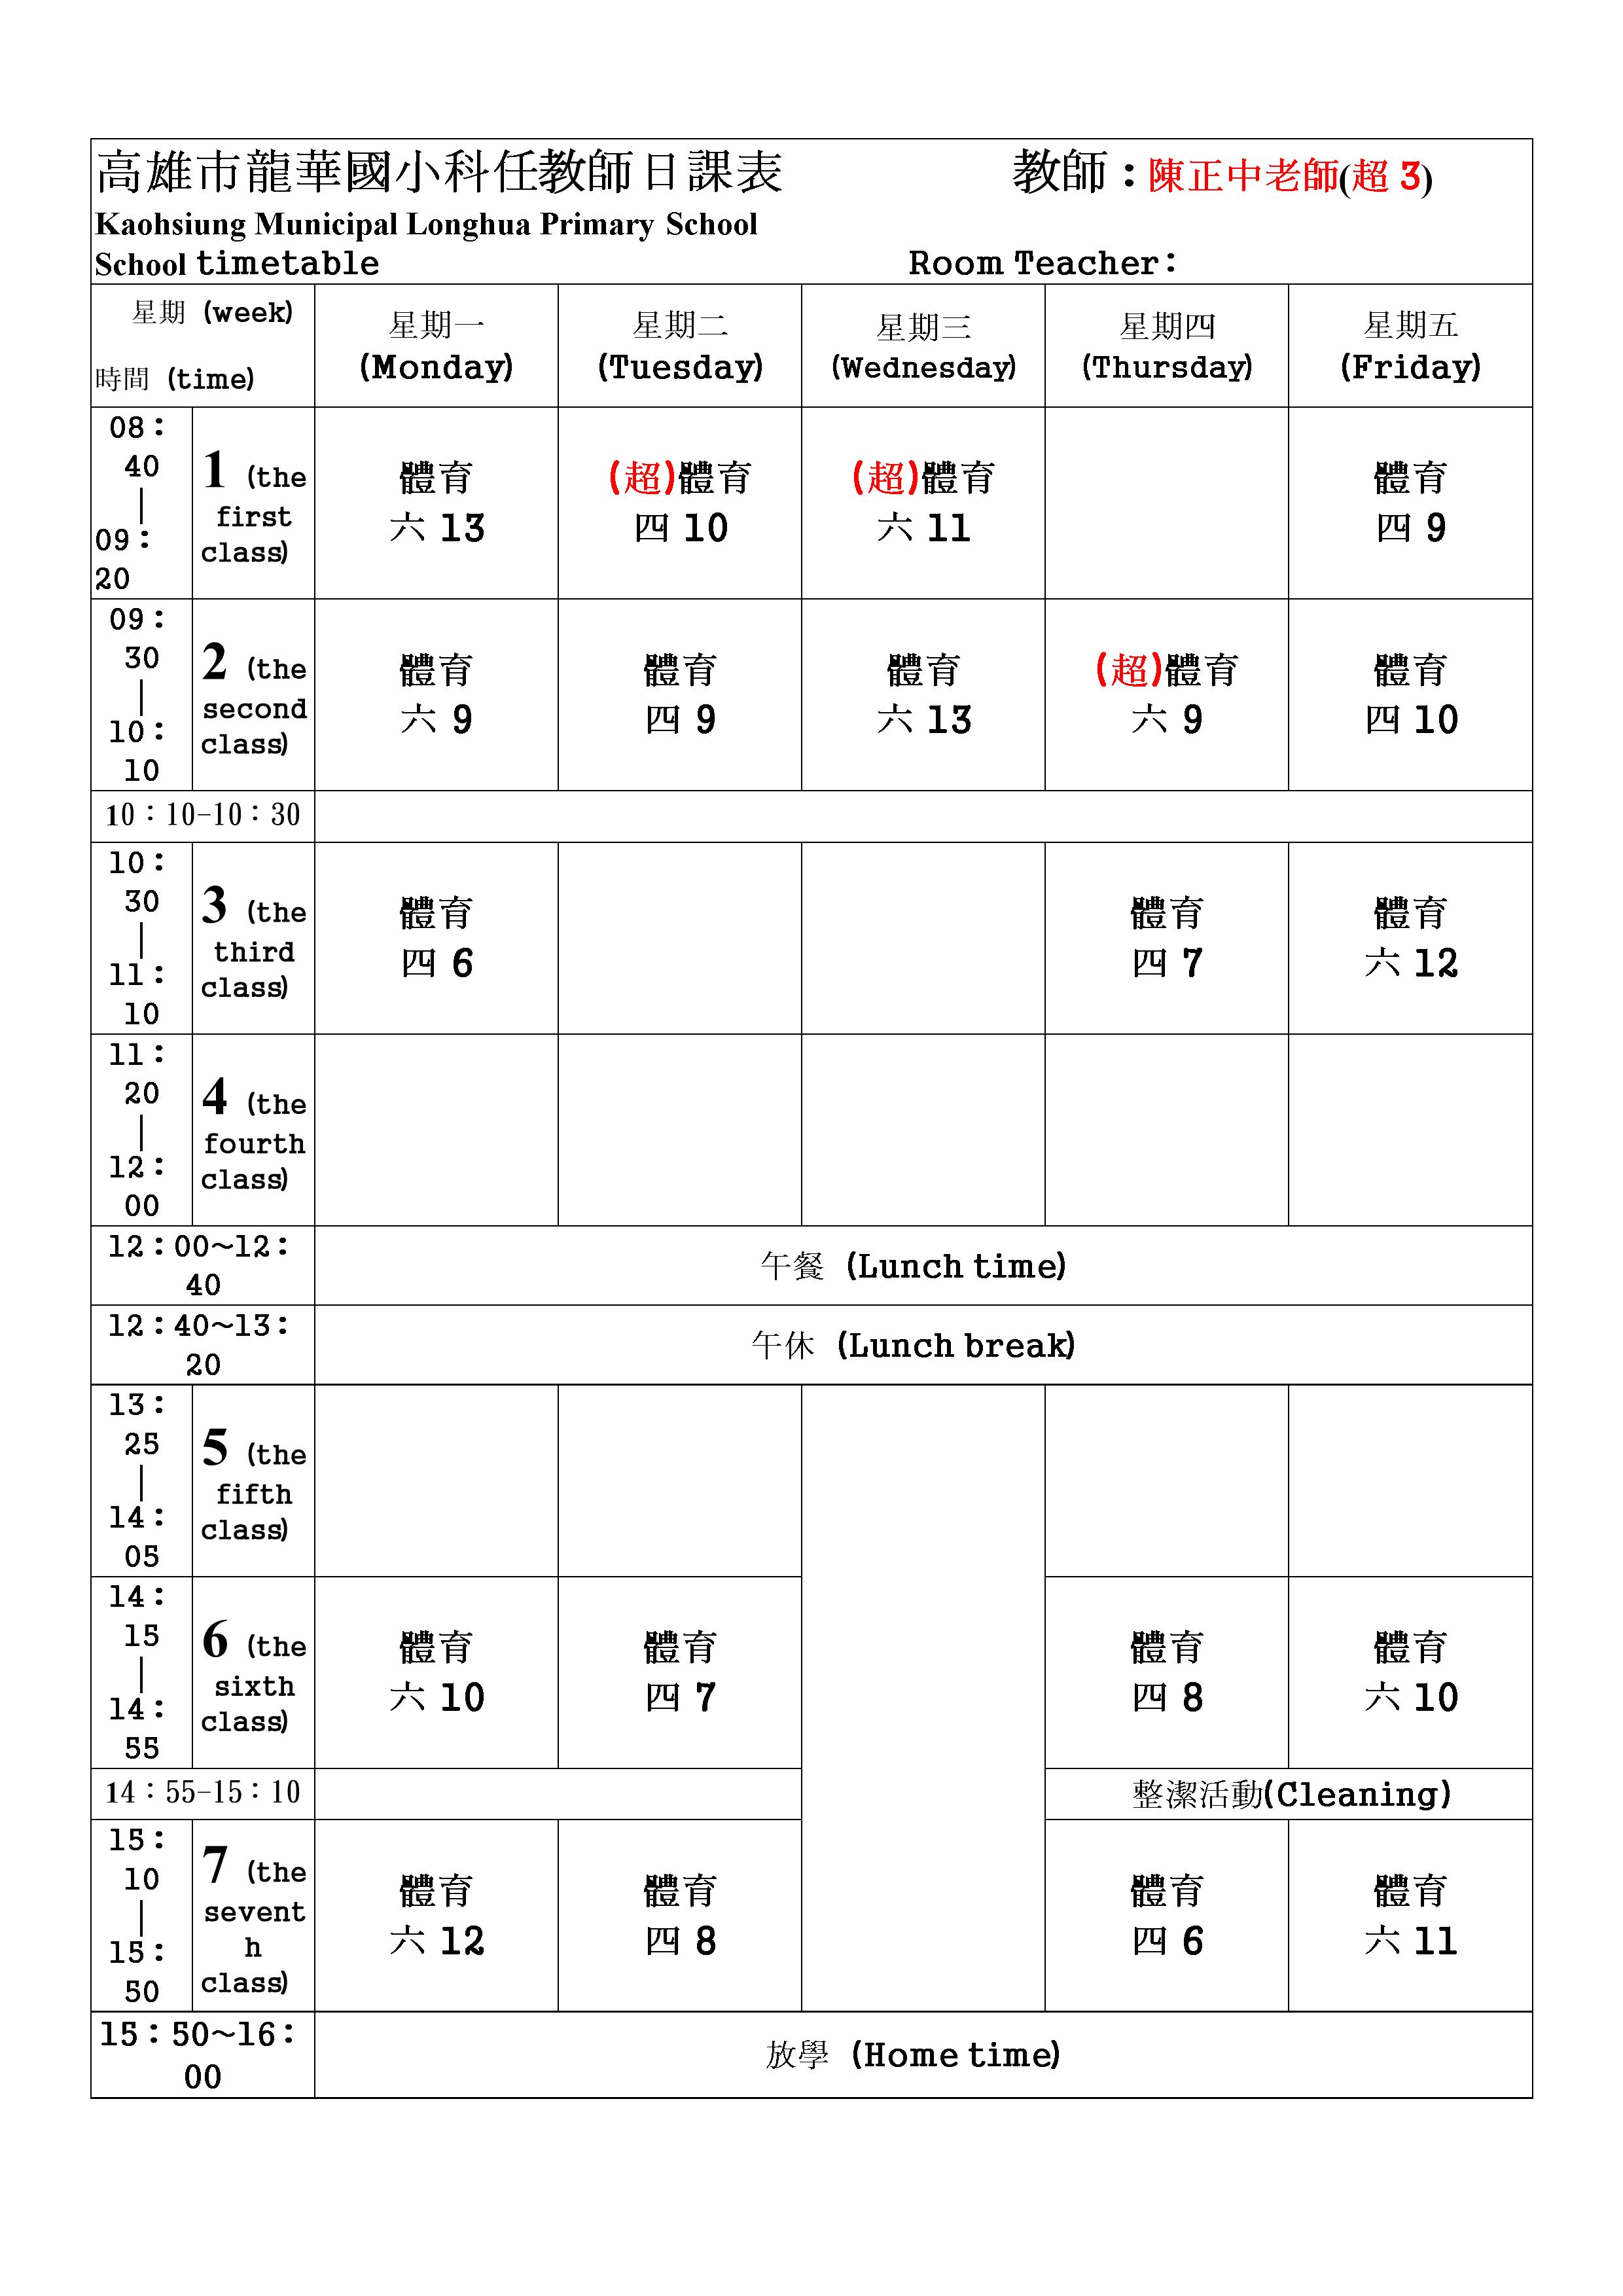 高雄市龍華國小科任教師日課表 教師：陳正中老師(超 3)
Kaohsiung Municipal Longhua Primary School
School timetable Room Teacher:
星期 (week)
時間 (time)
星期一
(Monday)
星期二
(Tuesday)
星期三
(Wednesday)
星期四
(Thursday)
星期五
(Friday)
08：
40
｜
09：
20
1 (the
first
class)
體育
六 13
(超)體育
四 10
(超)體育
六 11
體育
四 9
09：
30
｜
10：
10
2 (the
second
class)
體育
六 9
體育
四 9
體育
六 13
(超)體育
六 9
體育
四 10
10：10-10：30
10：
30
｜
11：
10
3 (the
third
class)
體育
四 6
體育
四 7
體育
六 12
11：
20
｜
12：
00
4 (the
fourth
class)
12：00~12：
40
午餐 (Lunch time)
12：40~13：
20
午休 (Lunch break)
13：
25
｜
14：
05
5 (the
fifth
class)
14：
15
｜
14：
55
6 (the
sixth
class)
體育
六 10
體育
四 7
體育
四 8
體育
六 10
14：55-15：10
整潔活動(Cleaning)
15：
10
｜
15：
50
7 (the
sevent
h
class)
體育
六 12
體育
四 8
體育
四 6
體育
六 11
15：50~16：
00
放學 (Home time)